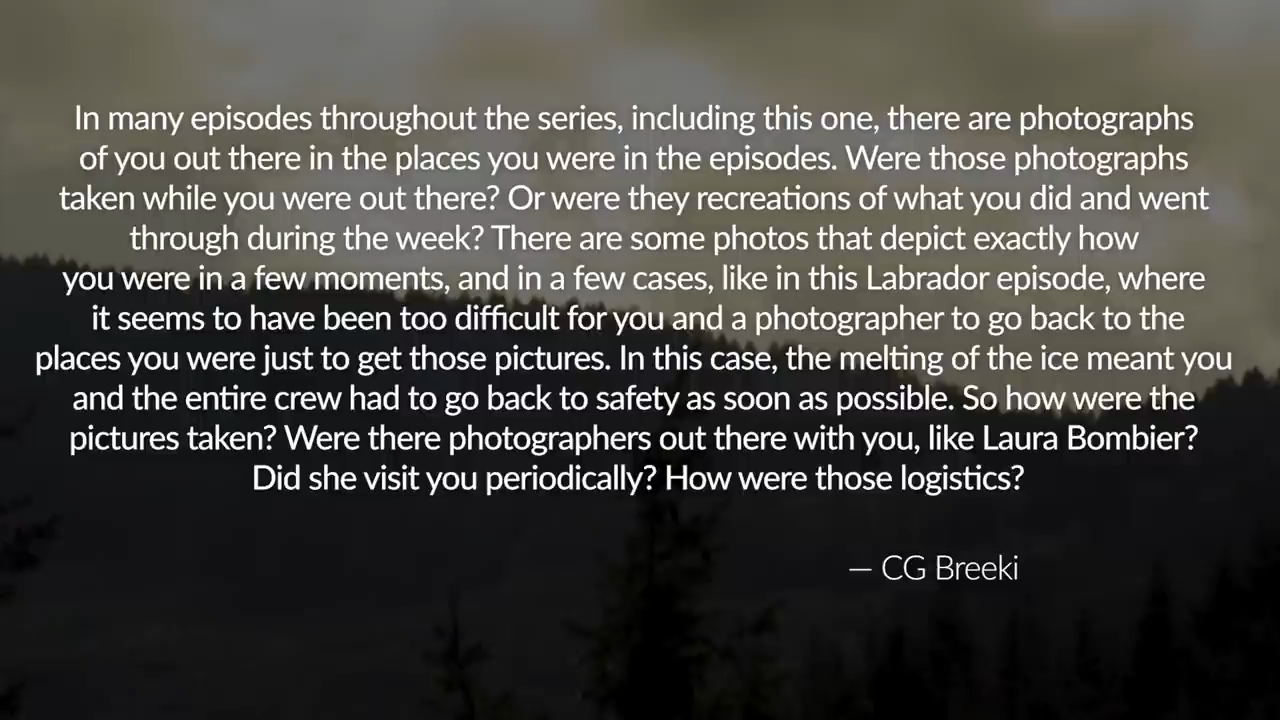 In many episodes throughout the series, including this one, there are photographs
of you out there in the places you were in the episodes. Were those photographs
taken while you were out there? Or were they recreations of what you did and went
through during the week? There are some photos that depict exactly how
you were in a few moments, and in a few cases, like in this Labrador episode, where
it seems to have been too difficult for you and a photographer to go back to the
places you were just to get those pictures. In this case, the melting of the ice meant you
and the entire crew had to go back to safety as soon as possible. So how were the
pictures taken? Were there photographers out there with you, like Laura Bombier?
Did she visit you periodically? How were those logistics?
— CG Breeki